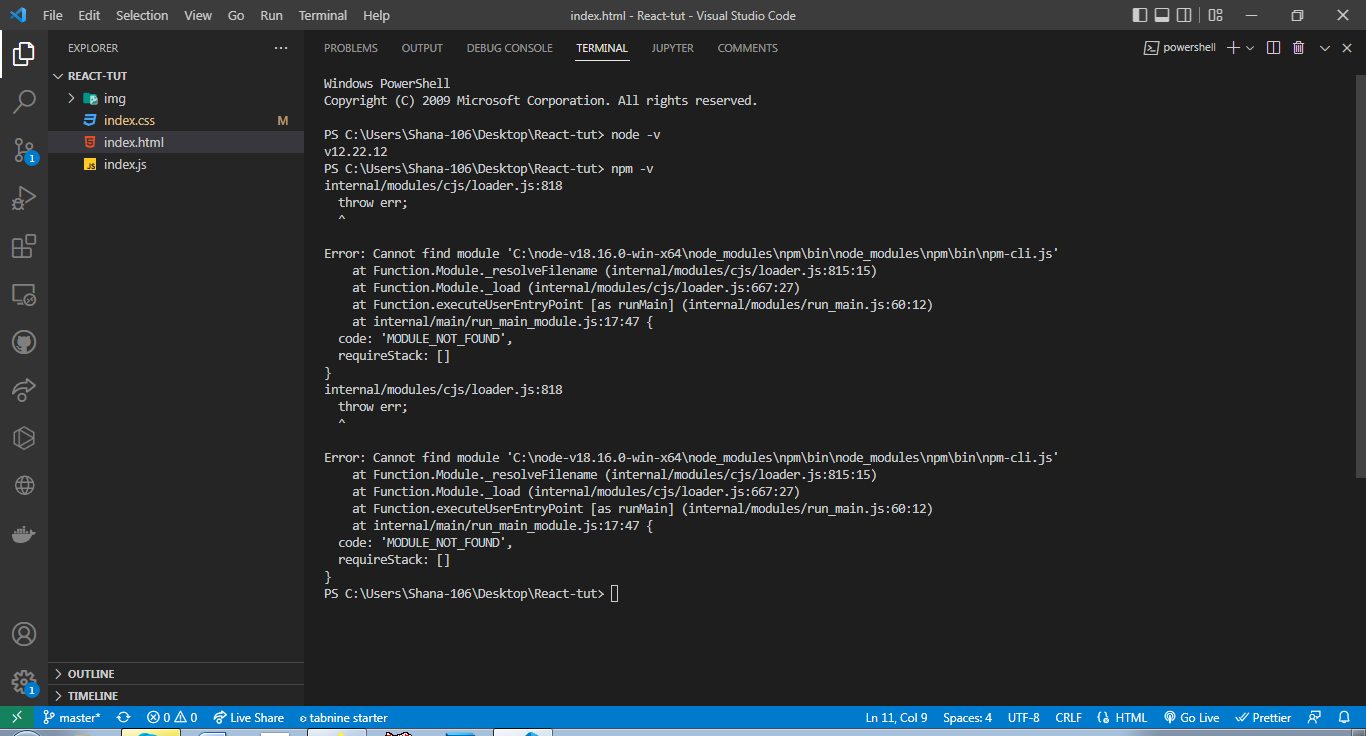 File Edit Selection View Go Run Terminal Help
index.html - React-tut - Visual Studio Code
EXPLORER
REACT-TUT
img
index.css M
index.html
JS index.js
OUTLINE
TIMELINE
1
1
PROBLEMS OUTPUT DEBUG CONSOLE TERMINAL JUPYTER COMMENTS
powershell
Windows PowerShell
Copyright (C) 2009 Microsoft Corporation. All rights reserved.
PS C:\Users\Shana-106\Desktop\React-tut> node -v
v12.22.12
PS C:\Users\Shana-106\Desktop\React-tut> npm -v
internal/modules/cjs/loader.js:818
throw err;
^
Error: Cannot find module 'C:\node-v18.16.0-win-x64\node_modules\npm\bin\node_modules\npm\bin\npm-cli.js'
at Function.Module._resolveFilename (internal/modules/cjs/loader.js:815:15)
at Function.Module._load (internal/modules/cjs/loader.js:667:27)
at Function.executeUserEntryPoint [as runMain] (internal/modules/run_main.js:60:12)
at internal/main/run_main_module.js:17:47 {
code: 'MODULE_NOT_FOUND',
requireStack: []
}
internal/modules/cjs/loader.js:818
throw err;
^
Error: Cannot find module 'C:\node-v18.16.0-win-x64\node_modules\npm\bin\node_modules\npm\bin\npm-cli.js'
at Function.Module._resolveFilename (internal/modules/cjs/loader.js:815:15)
at Function.Module._load (internal/modules/cjs/loader.js:667:27)
at Function.executeUserEntryPoint [as runMain] (internal/modules/run_main.js:60:12)
at internal/main/run_main_module.js:17:47 {
code: 'MODULE_NOT_FOUND',
requireStack: []
}
PS C:\Users\Shana-106\Desktop\React-tut>
master* 0 0 Live Share tabnine starter Ln 11, Col 9 Spaces: 4 UTF-8 CRLF HTML Go Live Prettier